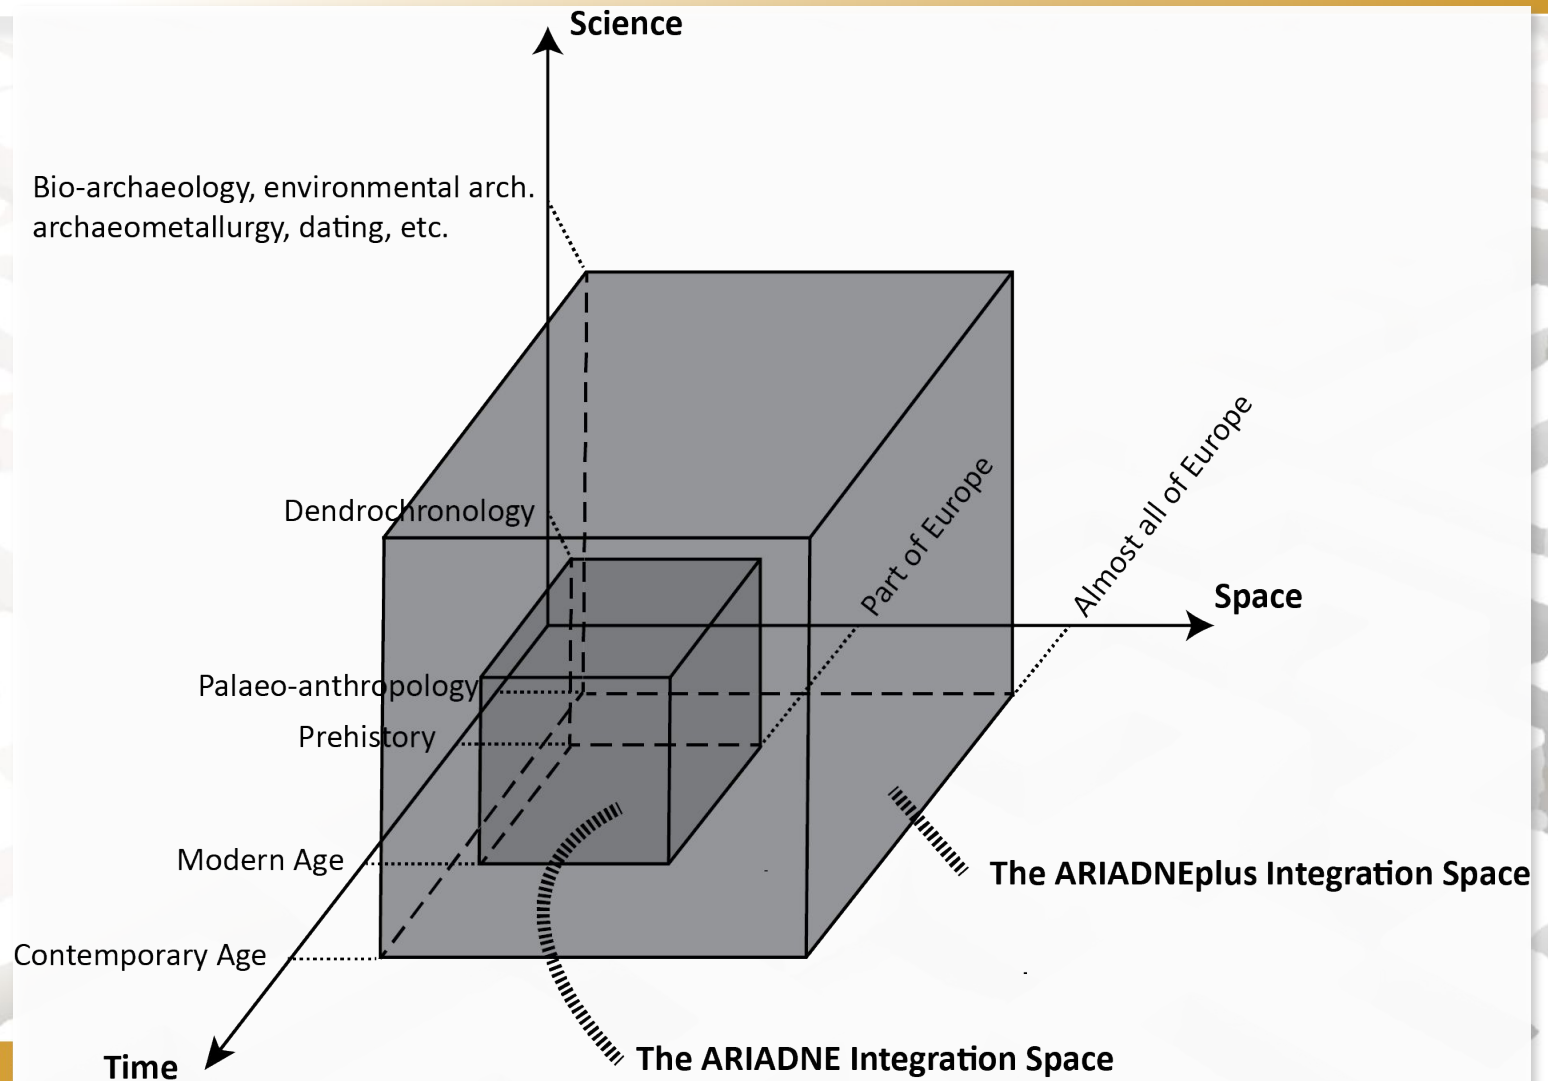 Science
Bio-archaeology, environmental arch.
archaeometallurgy, dating, etc.
Dendrochronology
Part of Europe
Almost all of Europe
Space
Palaeo-anthropology
Prehistory
Modern Age
The ARIADNEplus Integration Space
Contemporary Age
The ARIADNE Integration Space
Time